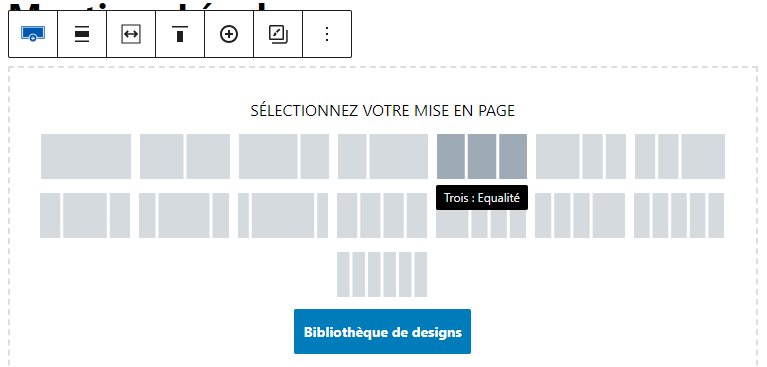 SÉLECTIONNEZ VOTRE MISE EN PAGE
Trois : Equalité
Bibliothèque de designs